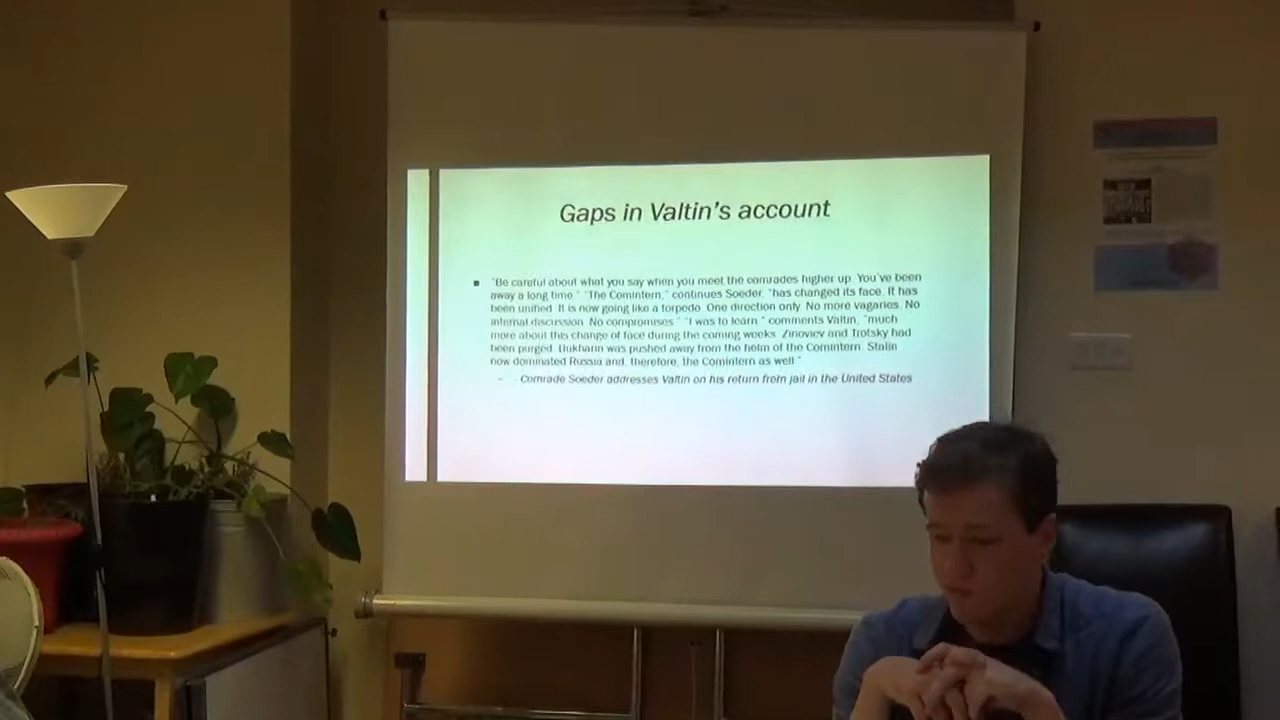 Gaps in Valtin's account
"Be careful about what you say when you meet the comrades higher up. You've been
away a long time." "The Comintern," continues Soeder, "has changed its face. It has
been unified. It is now going like a torpedo. One direction only. No more vagaries. No
internal discussion. No compromises." "I was to learn," comments Valtin, "much
more about this change of face during the coming weeks. Zinoviev and Trotsky had
been purged. Bukharin was pushed away from the helm of the Comintern. Stalin
now dominated Russia and, therefore, the Comintern as well."
- Comrade Soeder addresses Valtin on his return from jail in the United States